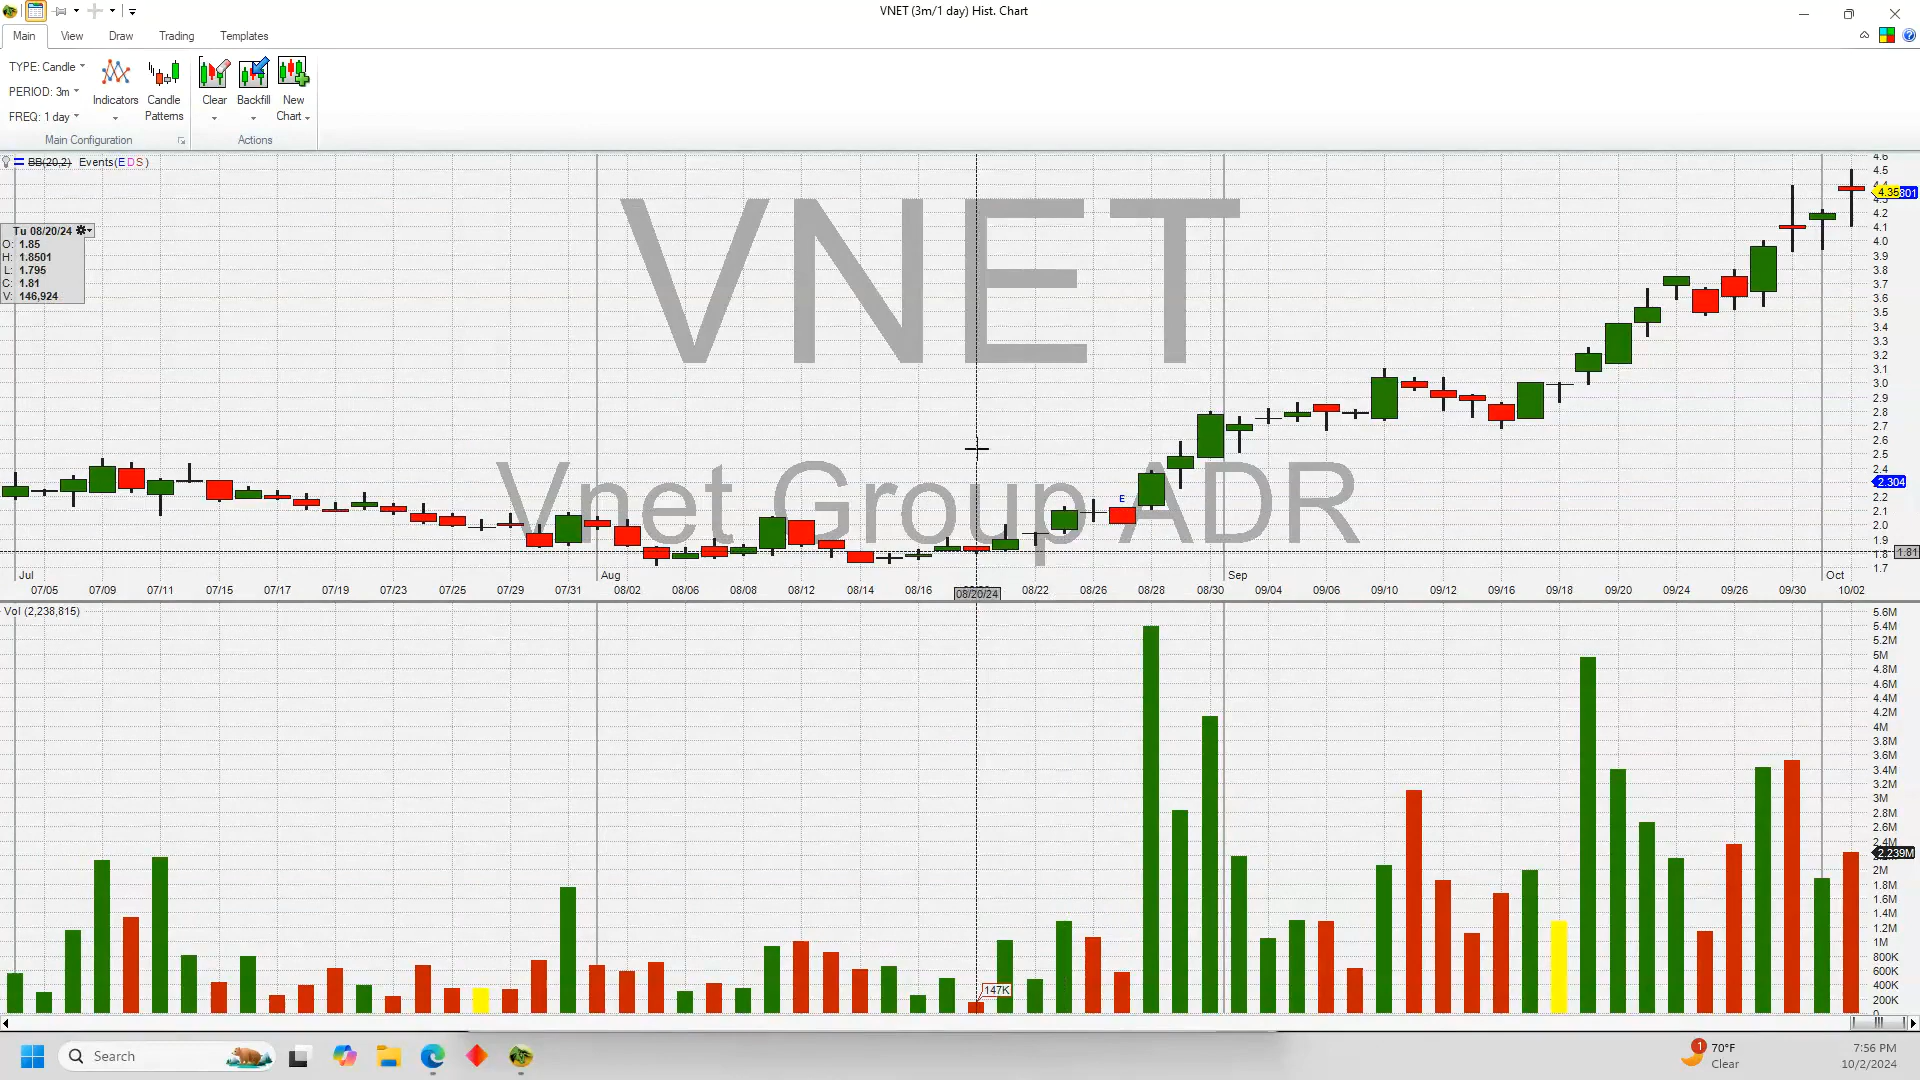 VNET (3m/1 day) Hist. Chart
Main View Draw Trading Templates
TYPE: Candle
PERIOD: 3m
FREQ: 1 day
Indicators
Candle Patterns
Clear
Backfill
New Chart
Main Configuration
Actions
BB(20,2) Events(E D S)
VNET
Vnet Group ADR
Tu 08/20/24
O: 1.85
H: 1.8501
L: 1.795
C: 1.81
V: 146,924
4.6
4.5
4.35
4.2
4.1
4.0
3.9
3.8
3.7
3.6
3.5
3.4
3.3
3.2
3.1
3.0
2.9
2.8
2.7
2.6
2.5
2.4
2.304
2.2
2.1
2.0
1.9
1.8
1.81
1.7
E
Jul Aug Sep Oct
07/05 07/09 07/11 07/15 07/17 07/19 07/23 07/25 07/29 07/31 08/02 08/06 08/08 08/12 08/14 08/16 08/20/24 08/22 08/26 08/28 08/30 09/04 09/06 09/10 09/12 09/16 09/18 09/20 09/24 09/26 09/30 10/02
Vol (2,238,815)
5.6M
5.4M
5.2M
5M
4.8M
4.6M
4.4M
4.2M
4M
3.8M
3.6M
3.4M
3.2M
3M
2.8M
2.6M
2.4M
2.239M
2M
1.8M
1.6M
1.4M
1.2M
1M
800K
600K
400K
200K
0
147K
Search
1
70°F
Clear
7:56 PM
10/2/2024